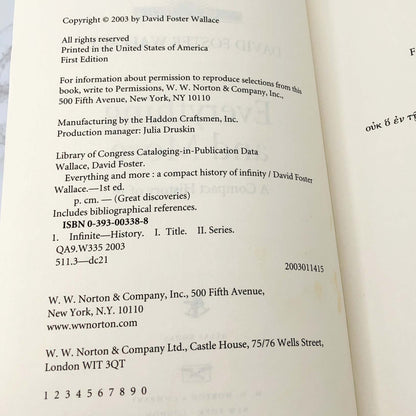 Copyright © 2003 by David Foster Wallace
All rights reserved
Printed in the United States of America
First Edition
For information about permission to reproduce selections from this
book, write to Permissions, W. W. Norton & Company, Inc.,
500 Fifth Avenue, New York, NY 10110
Manufacturing by the Haddon Craftsmen, Inc.
Production manager: Julia Druskin
Library of Congress Cataloging-in-Publication Data
Wallace, David Foster.
Everything and more : a compact history of infinity / David Foster
Wallace.—1st ed.
p. cm. — (Great discoveries)
Includes bibliographical references.
ISBN 0-393-00338-8
1. Infinite—History. I. Title. II. Series.
QA9.W335 2003
511.3—dc21
2003011415
W. W. Norton & Company, Inc., 500 Fifth Avenue,
New York, N.Y. 10110
www.wwnorton.com
W. W. Norton & Company Ltd., Castle House, 75/76 Wells Street,
London W1T 3QT
1 2 3 4 5 6 7 8 9 0
F